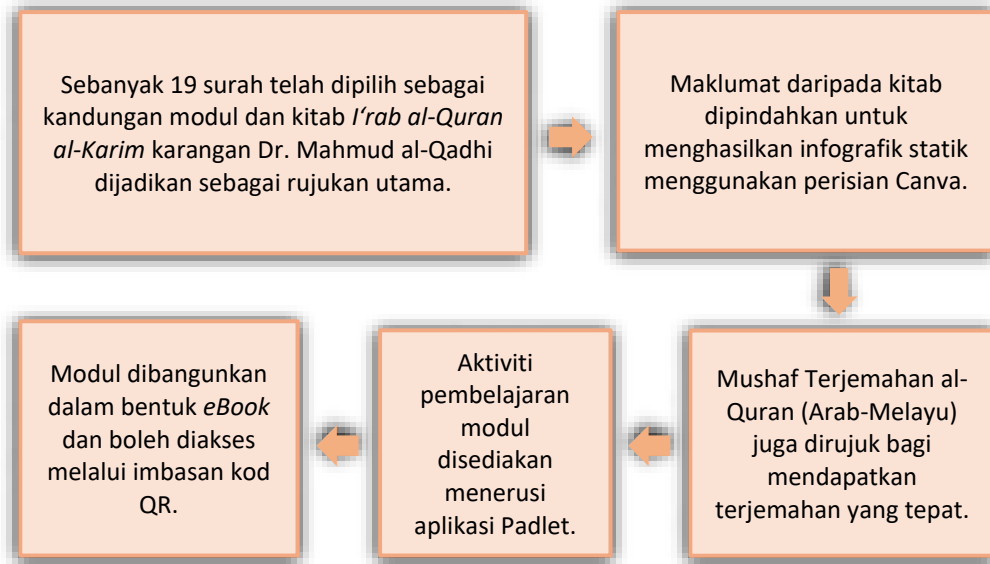 Sebanyak 19 surah telah dipilih sebagai
kandungan modul dan kitab I‘rab al-Quran
al-Karim karangan Dr. Mahmud al-Qadhi
dijadikan sebagai rujukan utama.
Maklumat daripada kitab
dipindahkan untuk
menghasilkan infografik statik
menggunakan perisian Canva.
Mushaf Terjemahan al-
Quran (Arab-Melayu)
juga dirujuk bagi
mendapatkan
terjemahan yang tepat.
Aktiviti
pembelajaran
modul
disediakan
menerusi
aplikasi Padlet.
Modul dibangunkan
dalam bentuk eBook
dan boleh diakses
melalui imbasan kod
QR.